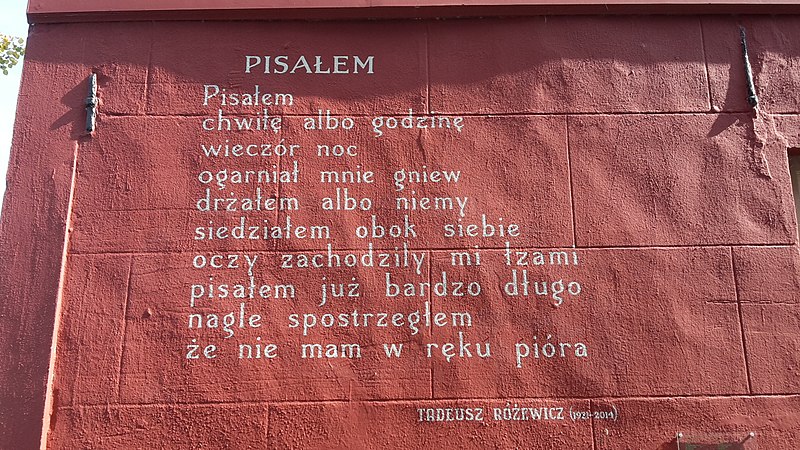 PISAŁEM
Pisałem
chwilę albo godzinę
wieczór noc
ogarniał mnie gniew
drżałem albo niemy
siedziałem obok siebie
oczy zachodziły mi łzami
pisałem już bardzo długo
nagle spostrzegłem
że nie mam w ręku pióra
TADEUSZ RÓŻEWICZ (1921-2014)